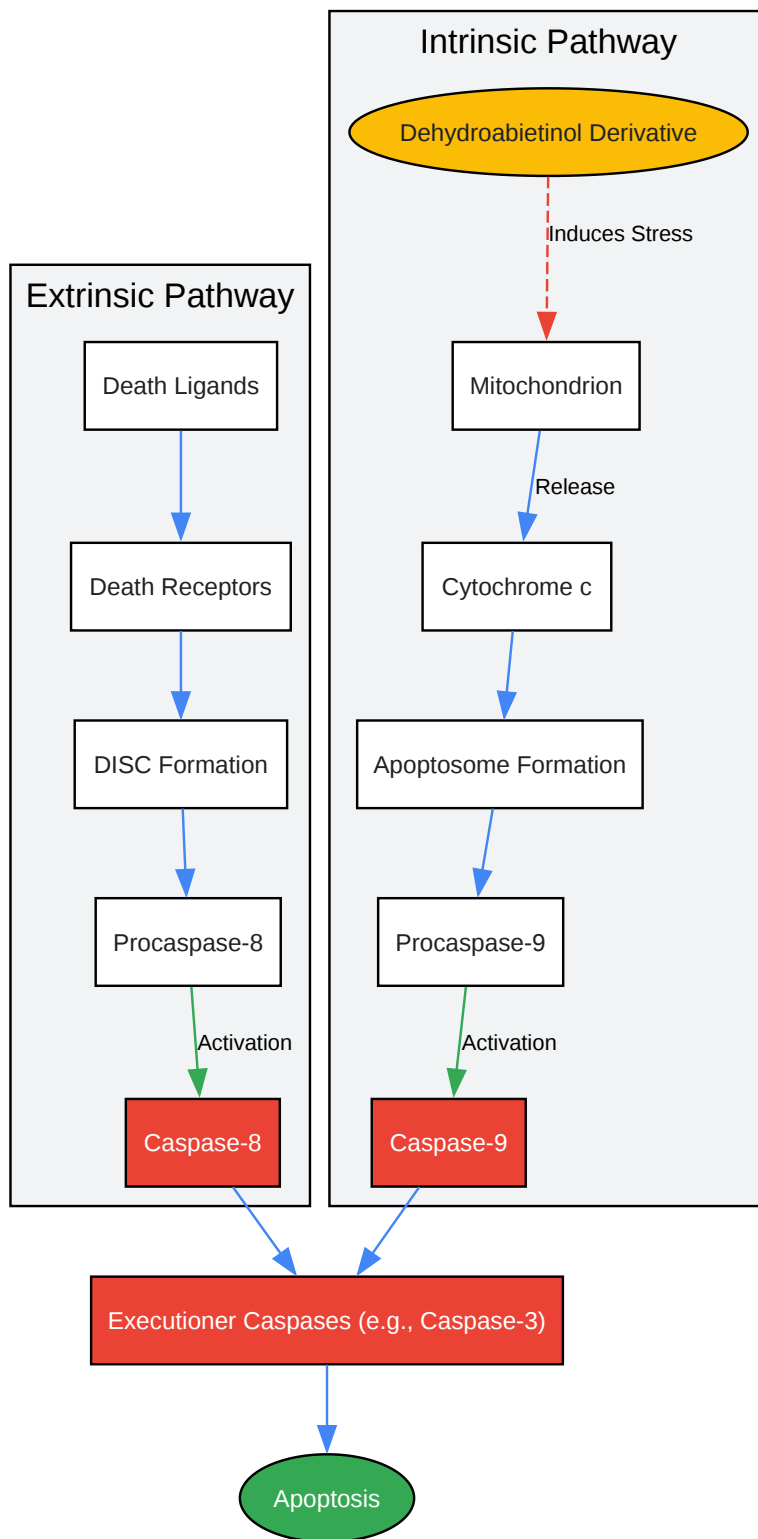 Intrinsic Pathway
Dehydroabietinol Derivative
Induces Stress
Mitochondrion
Release
Cytochrome c
Apoptosome Formation
Procaspase-9
Activation
Caspase-9
Extrinsic Pathway
Death Ligands
Death Receptors
DISC Formation
Procaspase-8
Activation
Caspase-8
Executioner Caspases (e.g., Caspase-3)
Apoptosis